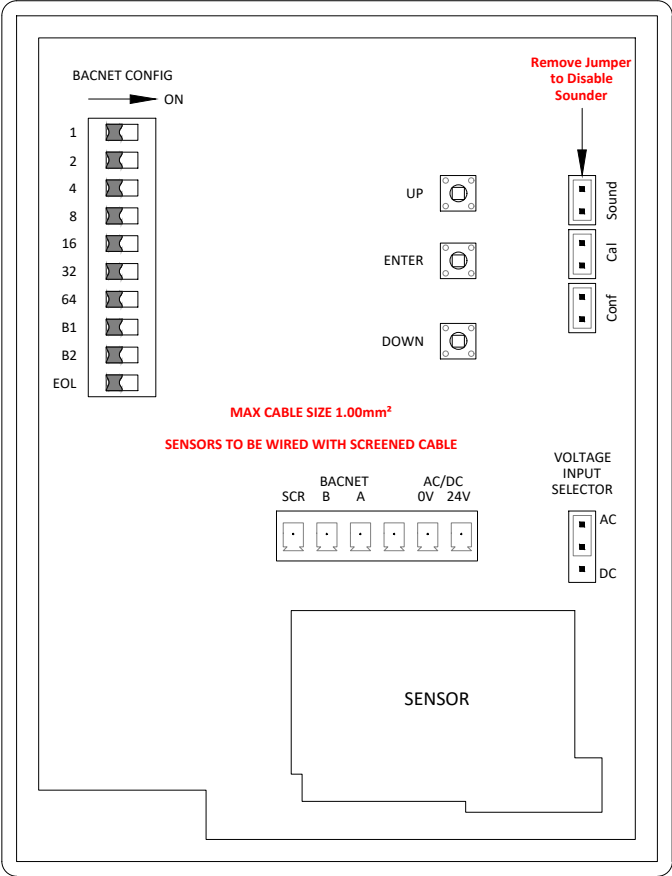 BACNET CONFIG
ON
1
2
4
8
16
32
64
B1
B2
EOL
Remove Jumper
to Disable
Sounder
UP
ENTER
DOWN
Sound
Cal
Conf
MAX CABLE SIZE 1.00mm²
SENSORS TO BE WIRED WITH SCREENED CABLE
BACNET AC/DC
SCR B A 0V 24V
VOLTAGE
INPUT
SELECTOR
AC
DC
SENSOR